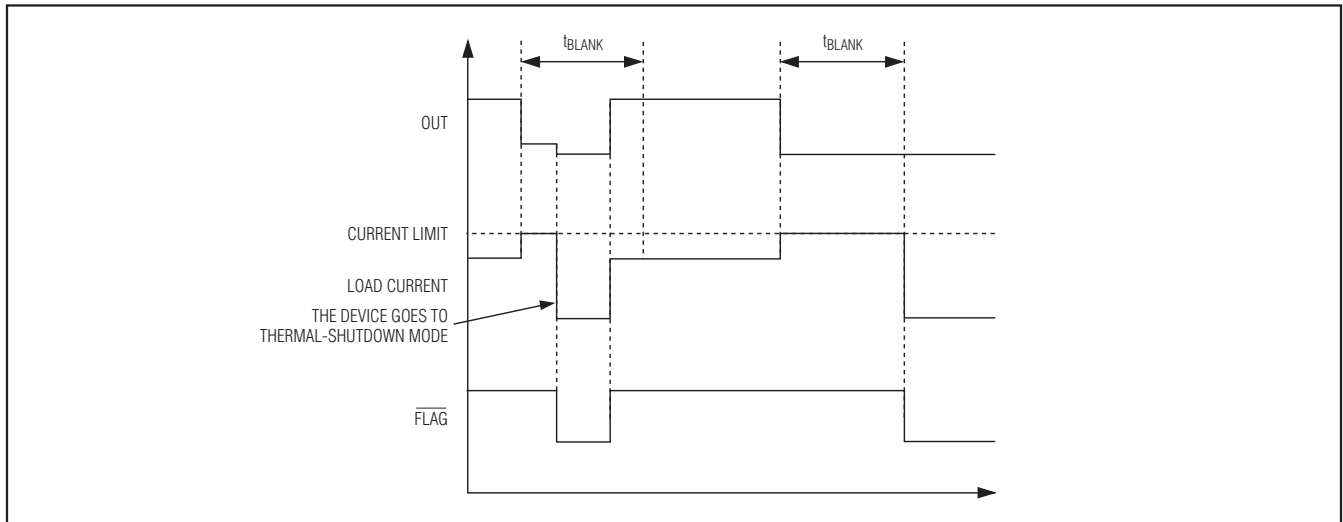 tBLANK
tBLANK
OUT
CURRENT LIMIT
LOAD CURRENT
THE DEVICE GOES TO
THERMAL-SHUTDOWN MODE
FLAG